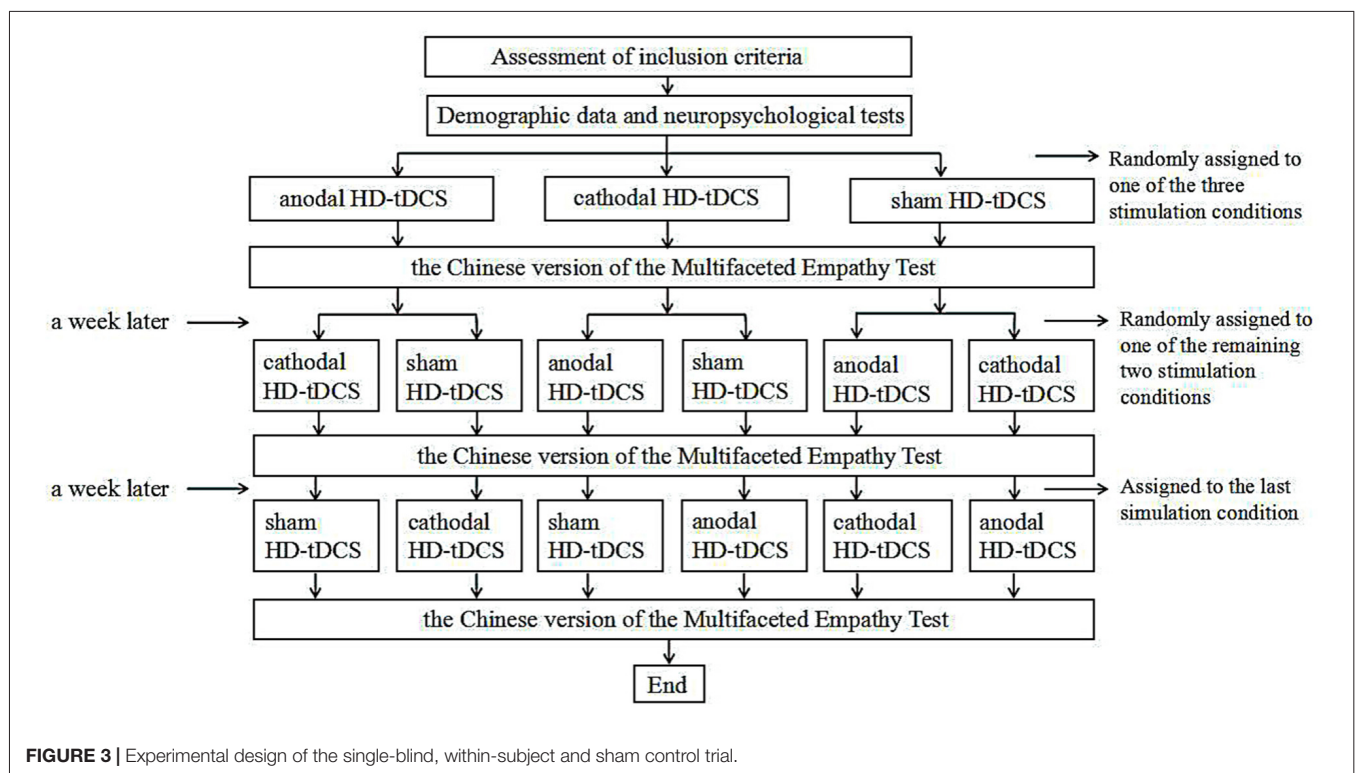 Assessment of inclusion criteria
Demographic data and neuropsychological tests
Randomly assigned to
one of the three
stimulation conditions
anodal HD-tDCS
cathodal HD-tDCS
sham HD-tDCS
the Chinese version of the Multifaceted Empathy Test
a week later
Randomly assigned to
one of the remaining
two stimulation
conditions
cathodal
HD-tDCS
sham
HD-tDCS
anodal
HD-tDCS
sham
HD-tDCS
anodal
HD-tDCS
cathodal
HD-tDCS
the Chinese version of the Multifaceted Empathy Test
a week later
Assigned to the last
simulation condition
sham
HD-tDCS
cathodal
HD-tDCS
sham
HD-tDCS
anodal
HD-tDCS
cathodal
HD-tDCS
anodal
HD-tDCS
the Chinese version of the Multifaceted Empathy Test
End
FIGURE 3 | Experimental design of the single-blind, within-subject and sham control trial.